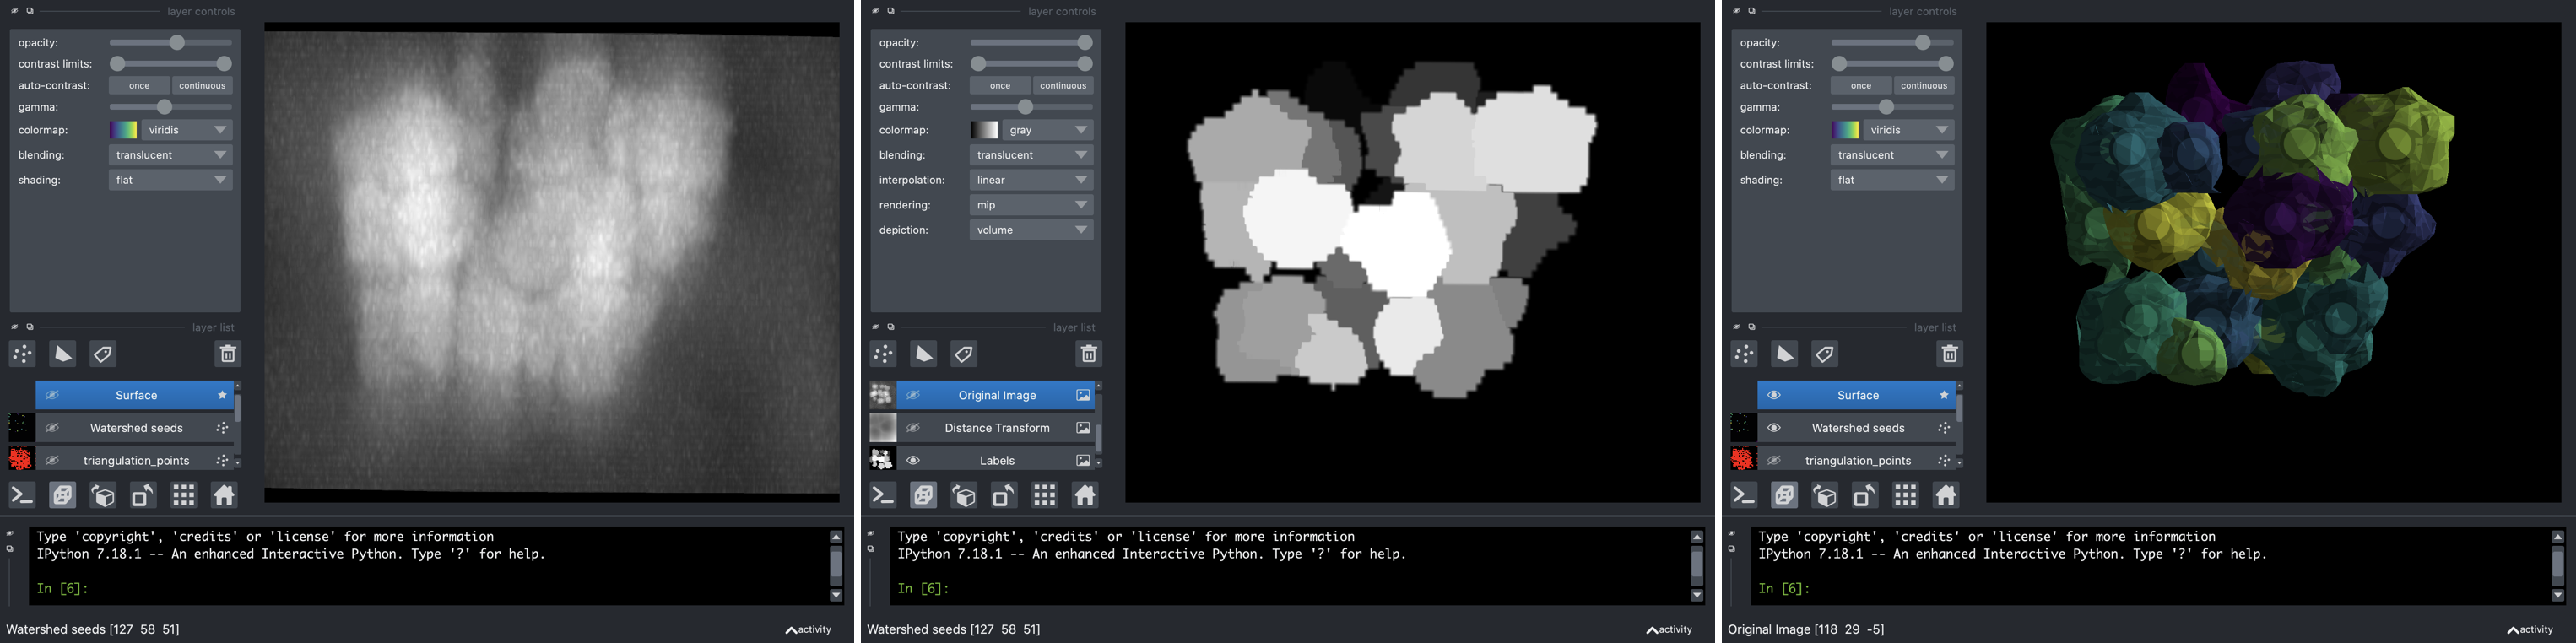 layer controls
opacity:
contrast limits:
auto-contrast: once continuous
gamma:
colormap: viridis
blending: translucent
shading: flat
layer list
Surface
Watershed seeds
triangulation_points
Type 'copyright', 'credits' or 'license' for more information
IPython 7.18.1 -- An enhanced Interactive Python. Type '?' for help.
In [6]:
Watershed seeds [127 58 51]
activity
layer controls
opacity:
contrast limits:
auto-contrast: once continuous
gamma:
colormap: gray
blending: translucent
interpolation: linear
rendering: mip
depiction: volume
layer list
Original Image
Distance Transform
Labels
Type 'copyright', 'credits' or 'license' for more information
IPython 7.18.1 -- An enhanced Interactive Python. Type '?' for help.
In [6]:
Watershed seeds [127 58 51]
activity
layer controls
opacity:
contrast limits:
auto-contrast: once continuous
gamma:
colormap: viridis
blending: translucent
shading: flat
layer list
Surface
Watershed seeds
triangulation_points
Type 'copyright', 'credits' or 'license' for more information
IPython 7.18.1 -- An enhanced Interactive Python. Type '?' for help.
In [6]:
Original Image [118 29 -5]
activity